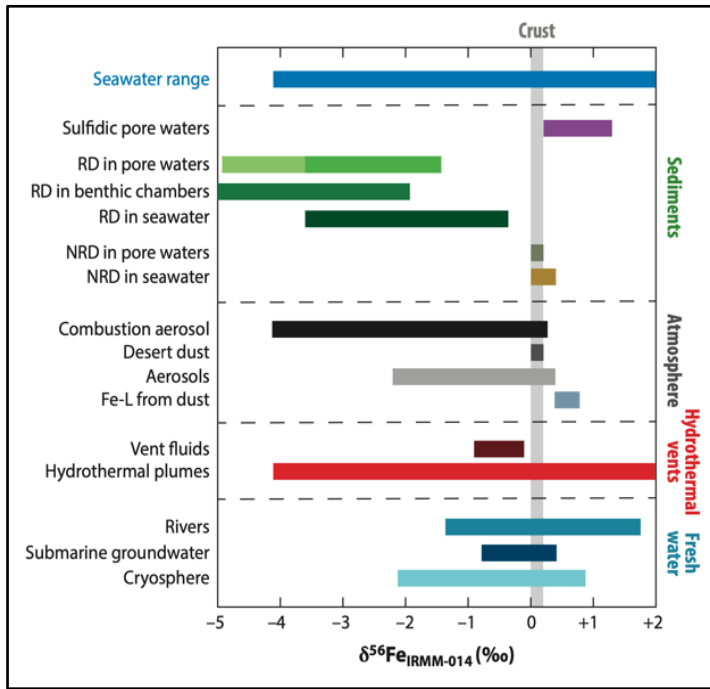 Crust
Seawater range
Sulfidic pore waters
RD in pore waters
RD in benthic chambers
RD in seawater
NRD in pore waters
NRD in seawater
Sediments
Combustion aerosol
Desert dust
Aerosols
Fe-L from dust
Atmosphere
Vent fluids
Hydrothermal plumes
Hydrothermal
vents
Rivers
Submarine groundwater
Cryosphere
Fresh
water
–5 –4 –3 –2 –1 0 +1 +2
δ⁵⁶Fe_IRMM-014 (‰)